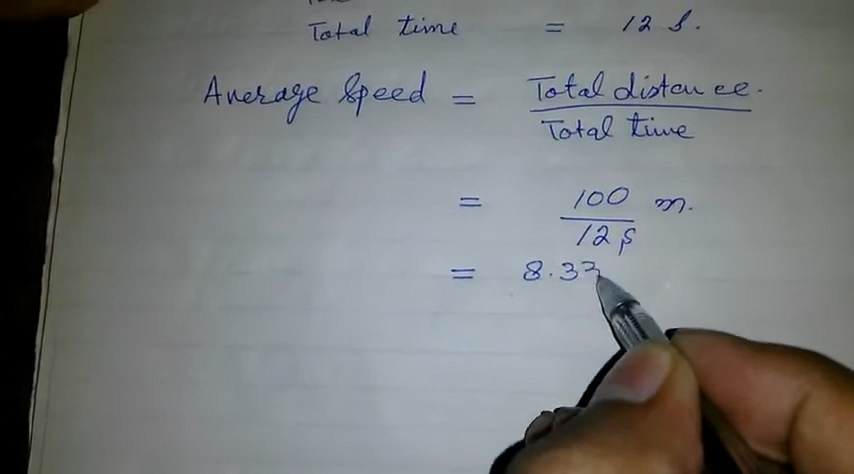 Total time = 12 s.
Average Speed = Total distance.
Total time
= 100 m.
12 s
= 8.33